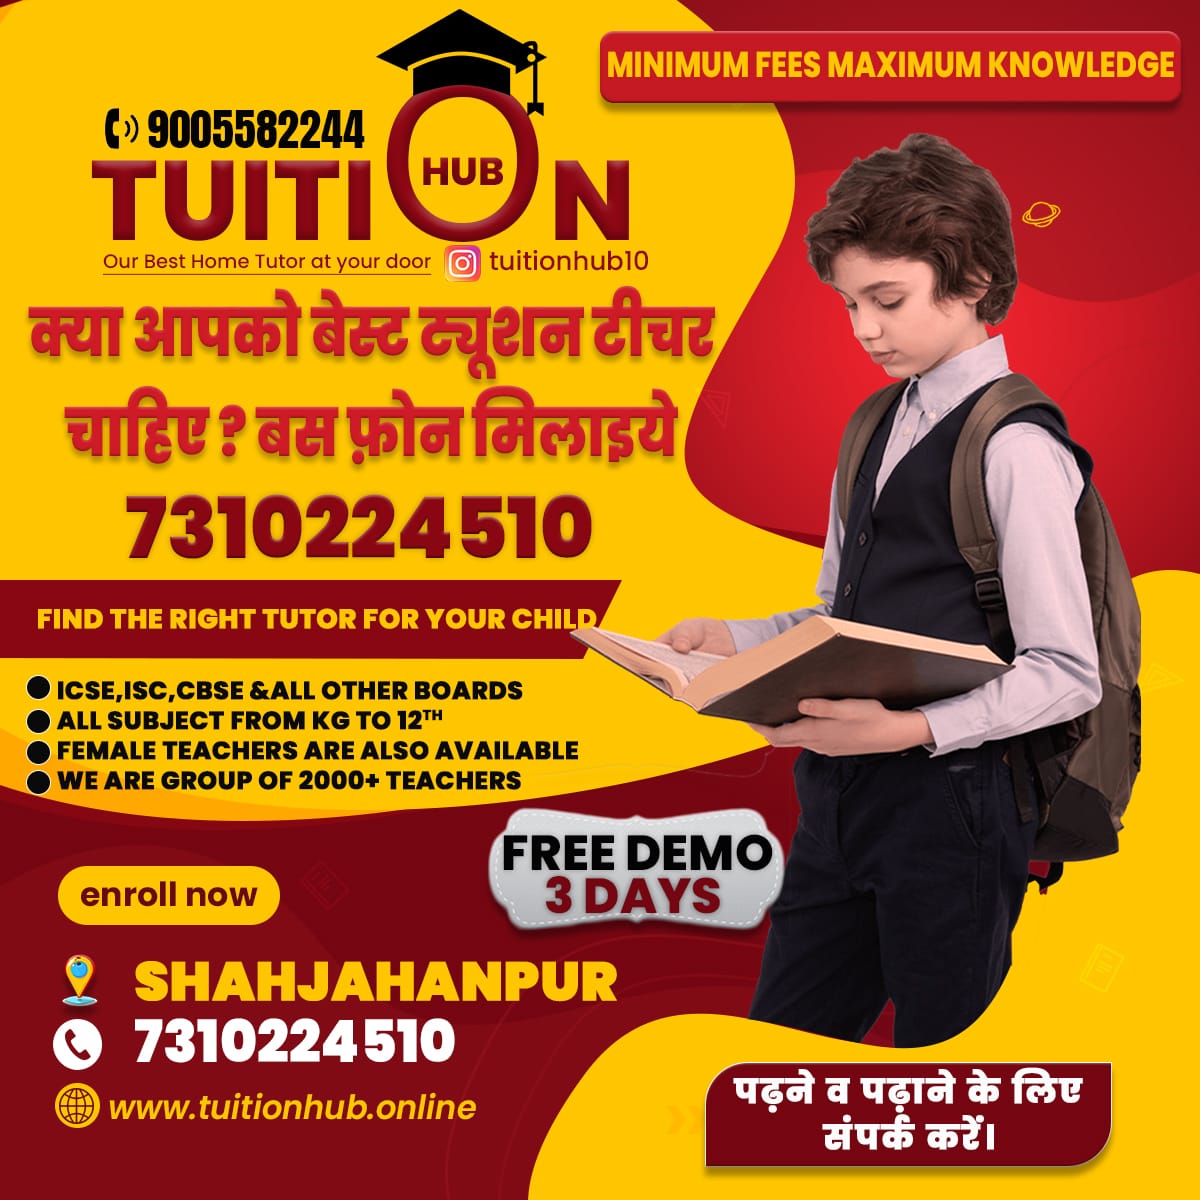 MINIMUM FEES MAXIMUM KNOWLEDGE
9005582244
TUITION
HUB
Our Best Home Tutor at your door
tuitionhub10
क्या आपको बेस्ट ट्यूशन टीचर
चाहिए ? बस फ़ोन मिलाइये
7310224510
FIND THE RIGHT TUTOR FOR YOUR CHILD
ICSE,ISC,CBSE &ALL OTHER BOARDS
ALL SUBJECT FROM KG TO 12TH
FEMALE TEACHERS ARE ALSO AVAILABLE
WE ARE GROUP OF 2000+ TEACHERS
FREE DEMO
3 DAYS
enroll now
SHAHJAHANPUR
7310224510
www.tuitionhub.online
पढ़ने व पढ़ाने के लिए
संपर्क करें।